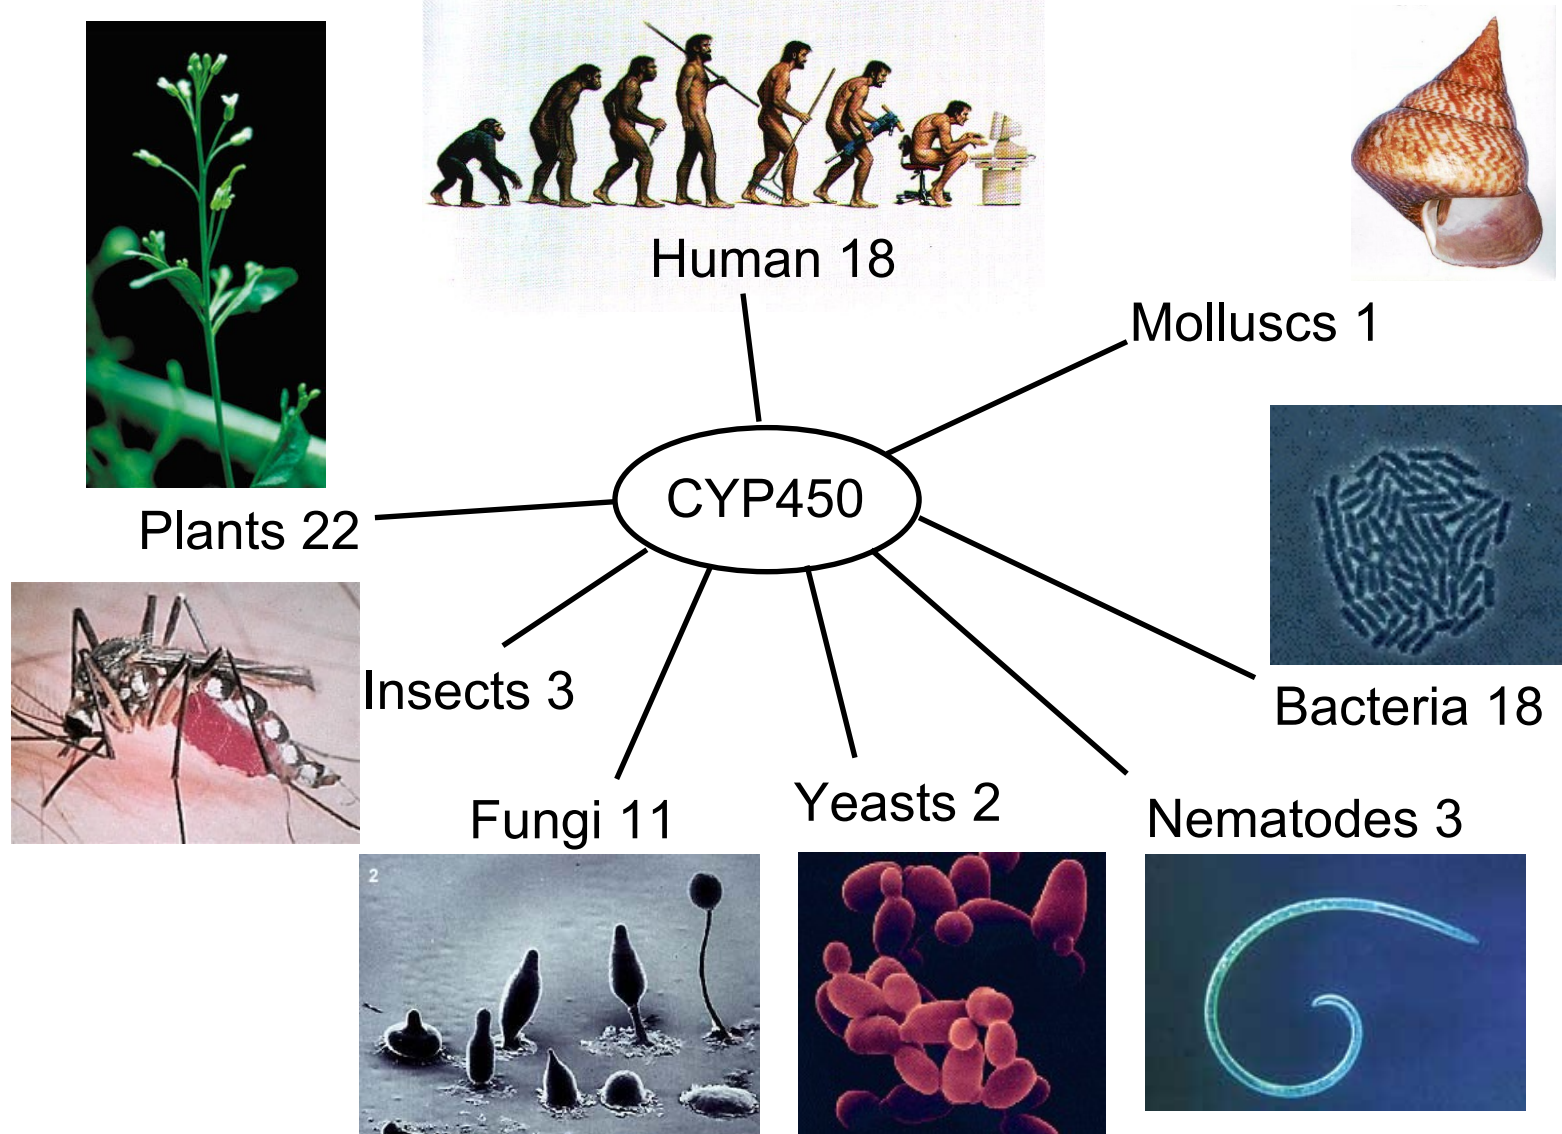 Human 18
Molluscs 1
CYP450
Plants 22
Insects 3
Bacteria 18
Fungi 11
Yeasts 2
Nematodes 3
2